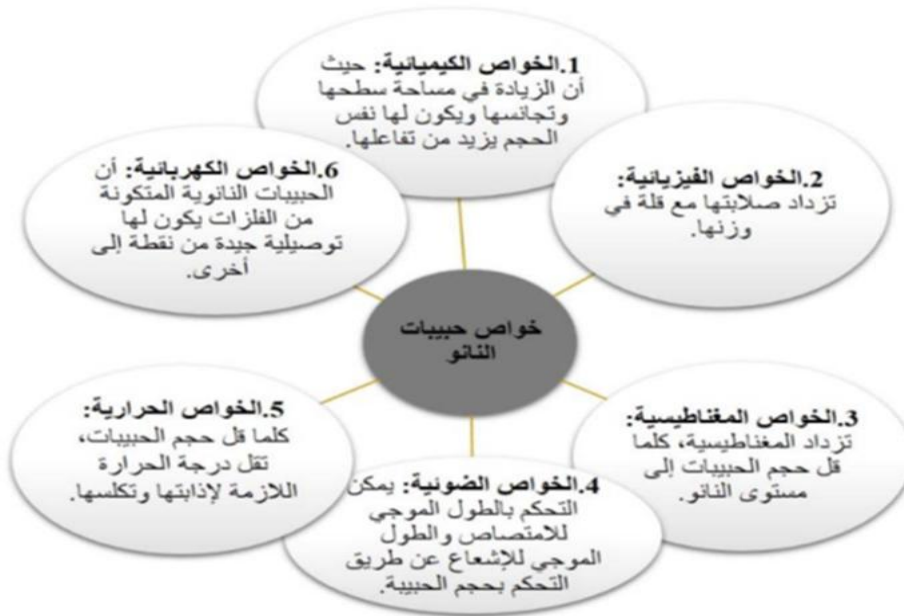 1.الخواص الكيميائية: حيث
أن الزيادة في مساحة سطحها
وتجانسها ويكون لها نفس
الحجم يزيد من تفاعلها.
2.الخواص الفيزيائية:
تزداد صلابتها مع قلة في
وزنها.
3.الخواص المغناطيسية:
تزداد المغناطيسية، كلما
قل حجم الحبيبات إلى
مستوى النانو.
4.الخواص الضوئية: يمكن
التحكم بالطول الموجي
للامتصاص والطول
الموجي للإشعاع عن طريق
التحكم بحجم الحبيبة.
5.الخواص الحرارية:
كلما قل حجم الحبيبات،
تقل درجة الحرارة
اللازمة لإذابتها وتكلسها.
6.الخواص الكهربائية: أن
الحبيبات النانوية المتكونة
من الفلزات يكون لها
توصيلية جيدة من نقطة إلى
أخرى.
خواص حبيبات
النانو